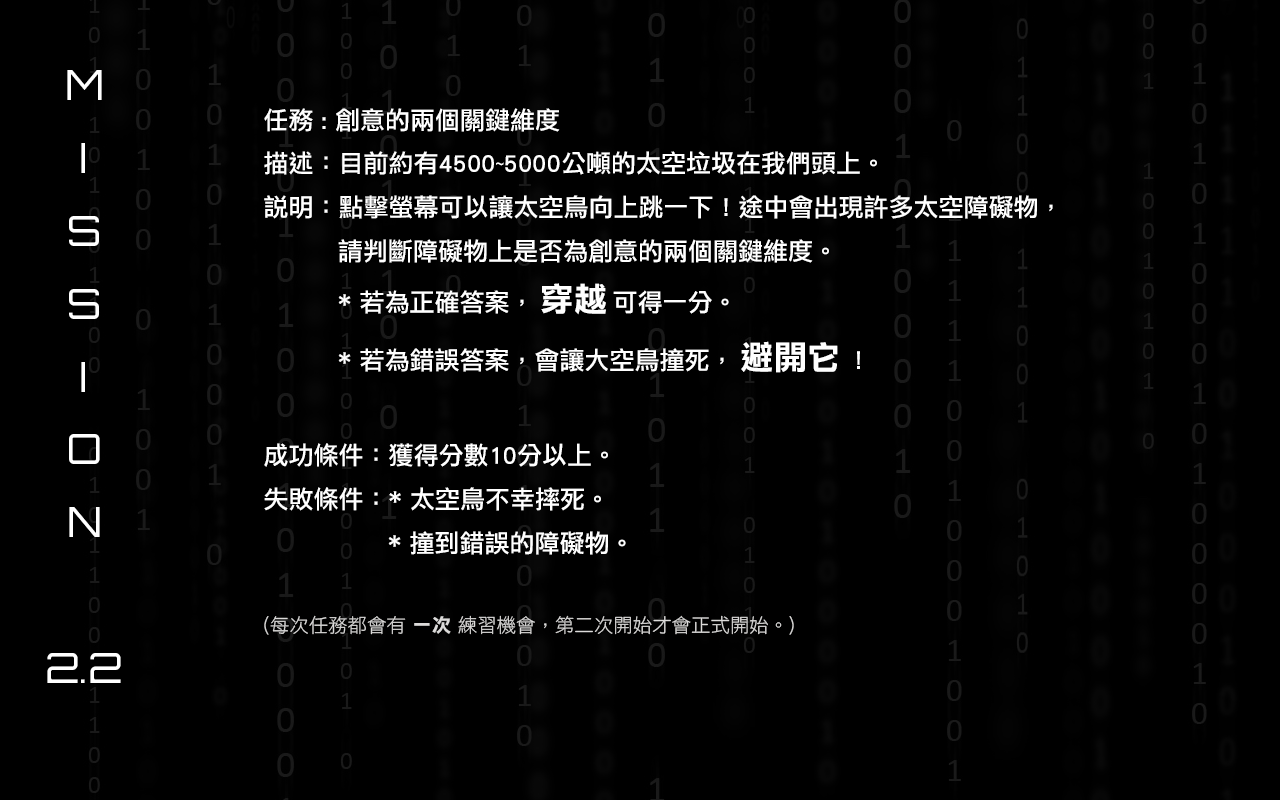 MISSION
2.2
任務 : 創意的兩個關鍵維度
描述：目前約有4500~5000公噸的太空垃圾在我們頭上。
説明：點擊螢幕可以讓太空鳥向上跳一下！途中會出現許多太空障礙物，
請判斷障礙物上是否為創意的兩個關鍵維度。
* 若為正確答案， 穿越 可得一分。
* 若為錯誤答案，會讓大空鳥撞死， 避開它 ！
成功條件：獲得分數10分以上。
失敗條件：* 太空鳥不幸摔死。
* 撞到錯誤的障礙物。
(每次任務都會有 一次 練習機會，第二次開始才會正式開始。)